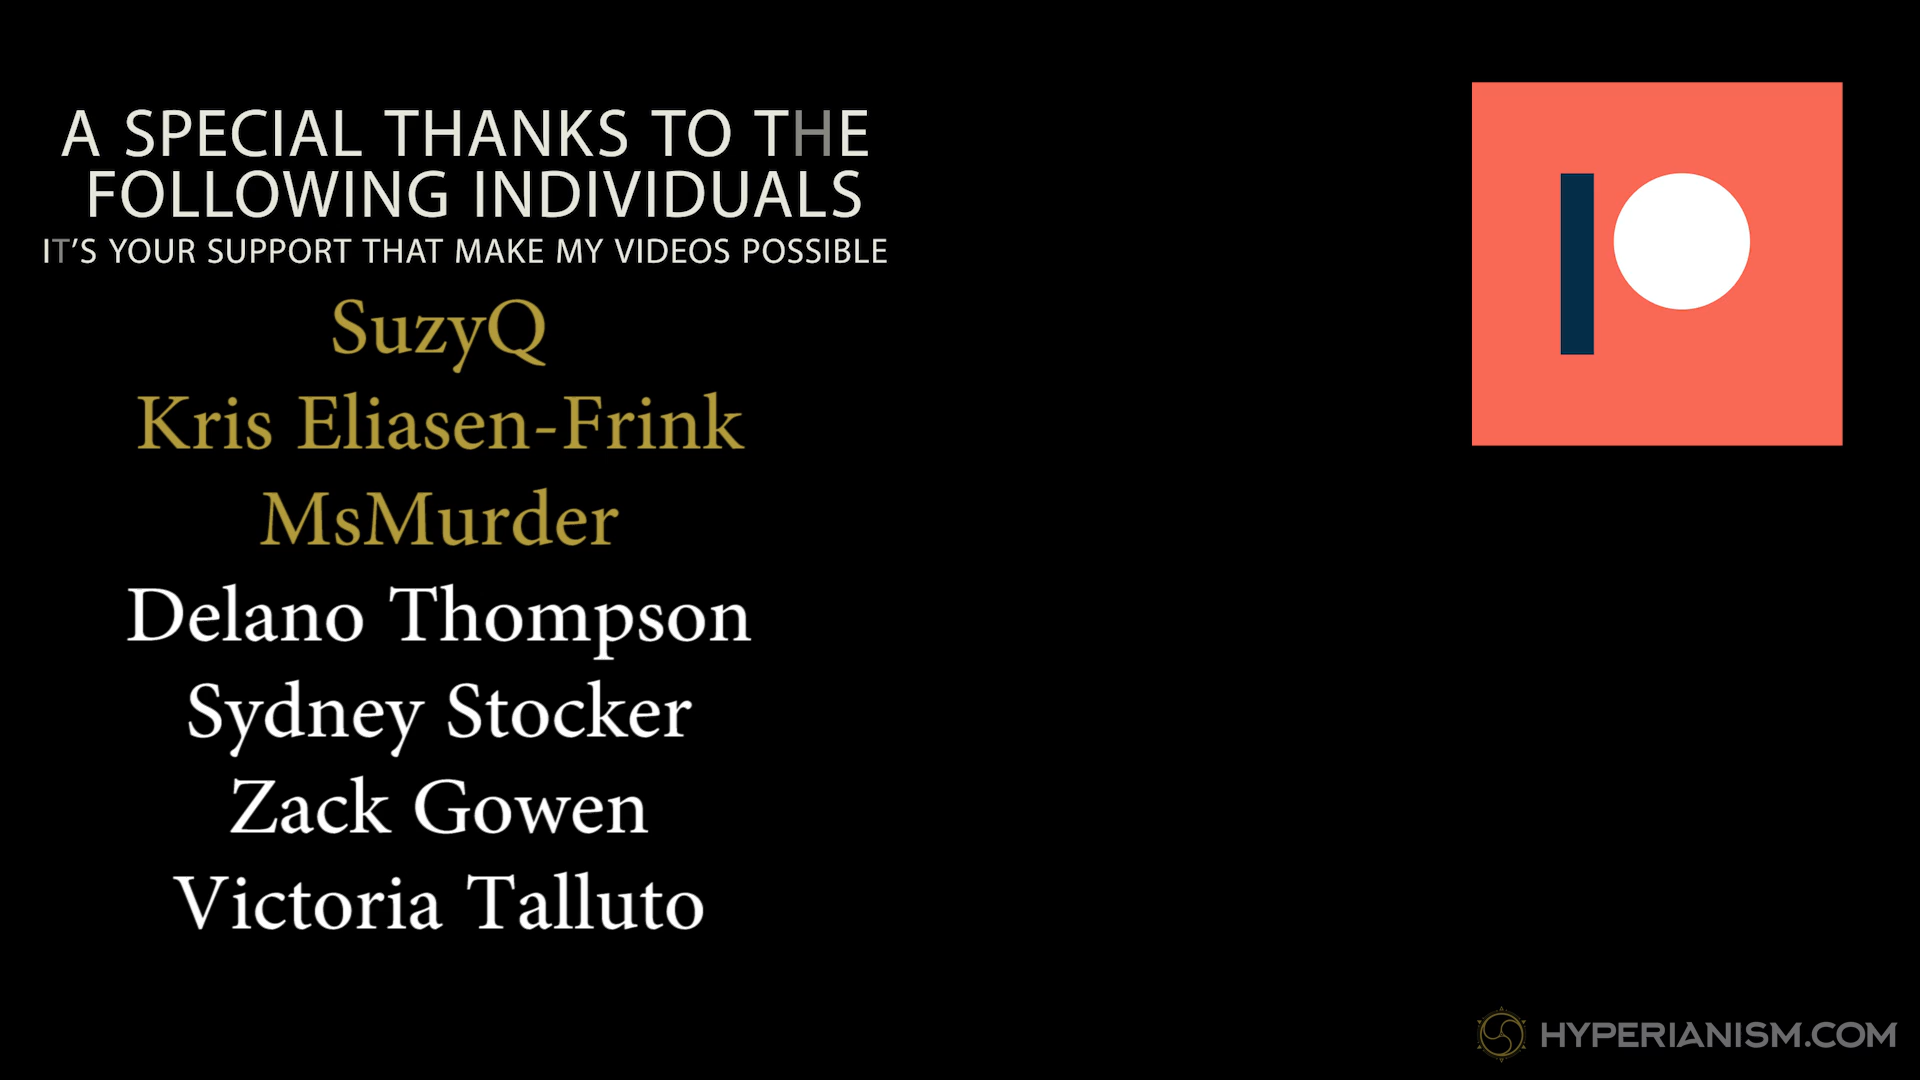 A SPECIAL THANKS TO THE
FOLLOWING INDIVIDUALS
IT’S YOUR SUPPORT THAT MAKE MY VIDEOS POSSIBLE
SuzyQ
Kris Eliasen-Frink
MsMurder
Delano Thompson
Sydney Stocker
Zack Gowen
Victoria Talluto
HYPERIANISM.COM